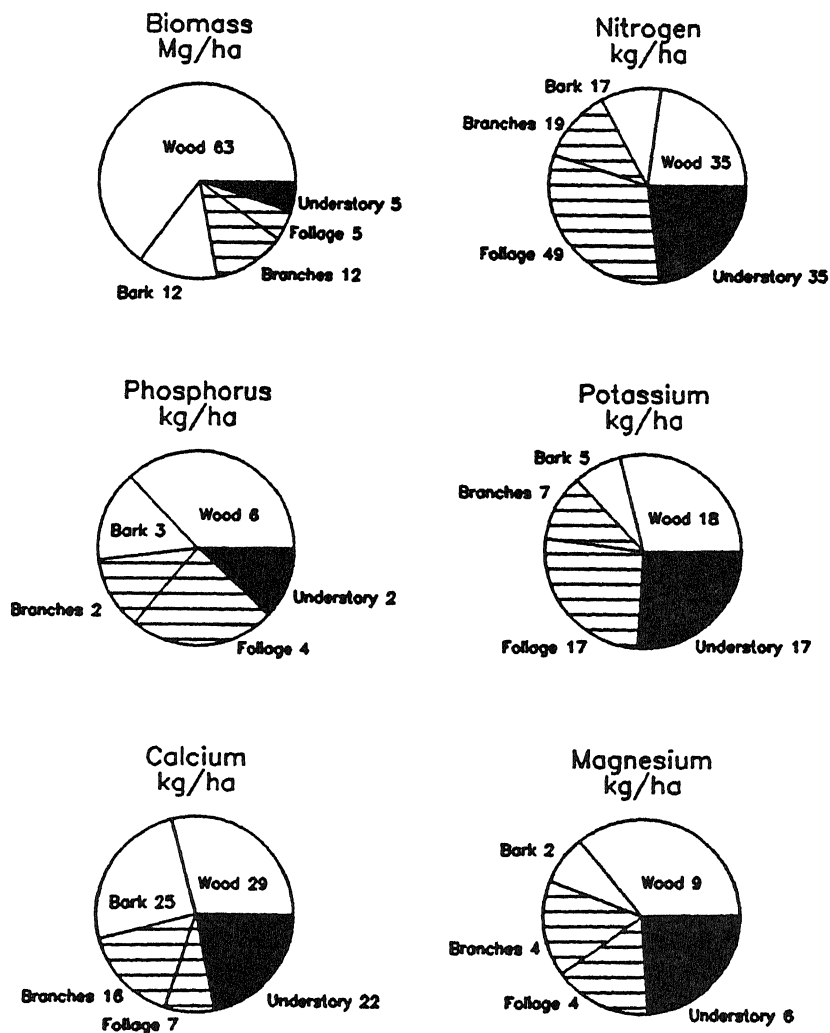 Biomass
Mg/ha
Wood 63
Understory 5
Foliage 5
Branches 12
Bark 12
Nitrogen
kg/ha
Bark 17
Branches 19
Wood 35
Foliage 49
Understory 35
Phosphorus
kg/ha
Wood 6
Bark 3
Understory 2
Branches 2
Foliage 4
Potassium
kg/ha
Bark 5
Branches 7
Wood 18
Foliage 17
Understory 17
Calcium
kg/ha
Wood 29
Bark 25
Branches 16
Understory 22
Foliage 7
Magnesium
kg/ha
Bark 2
Wood 9
Branches 4
Foliage 4
Understory 6